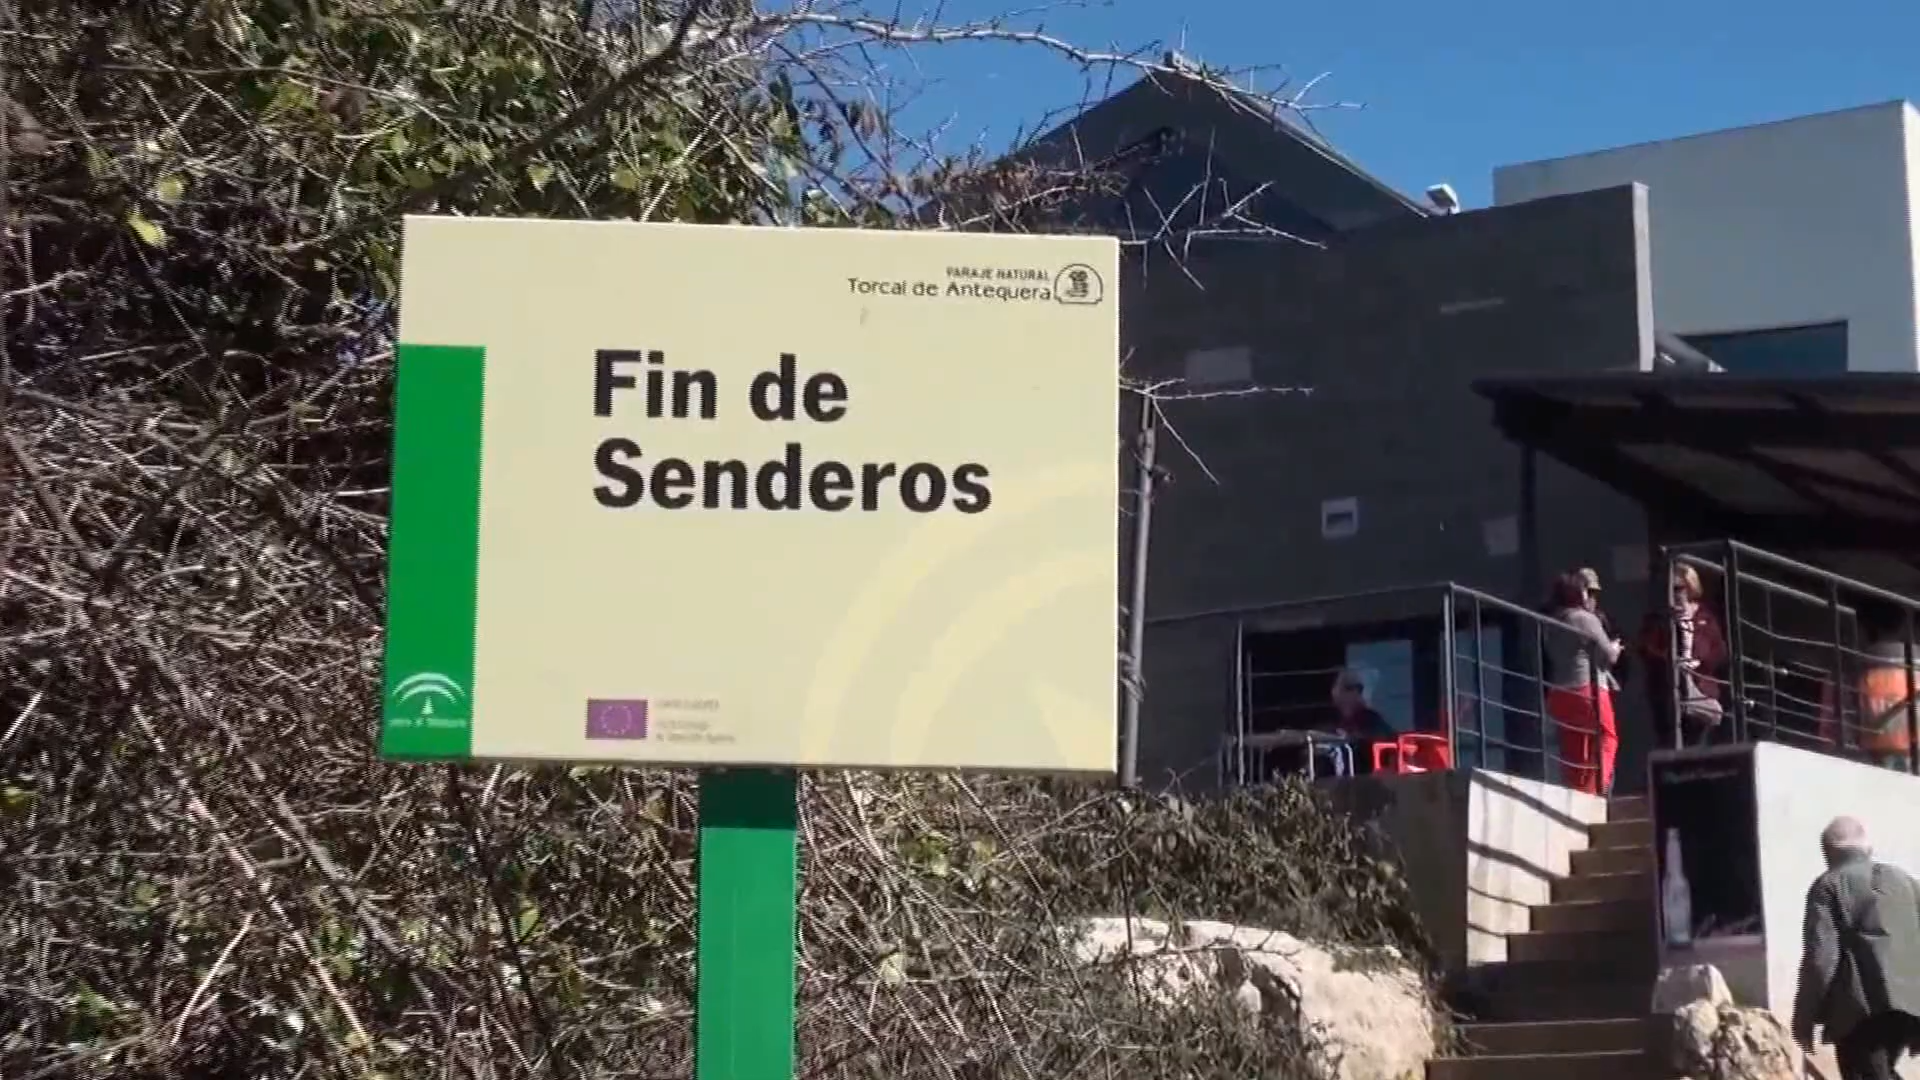 PARAJE NATURAL
Torcal de Antequera
Fin de
Senderos